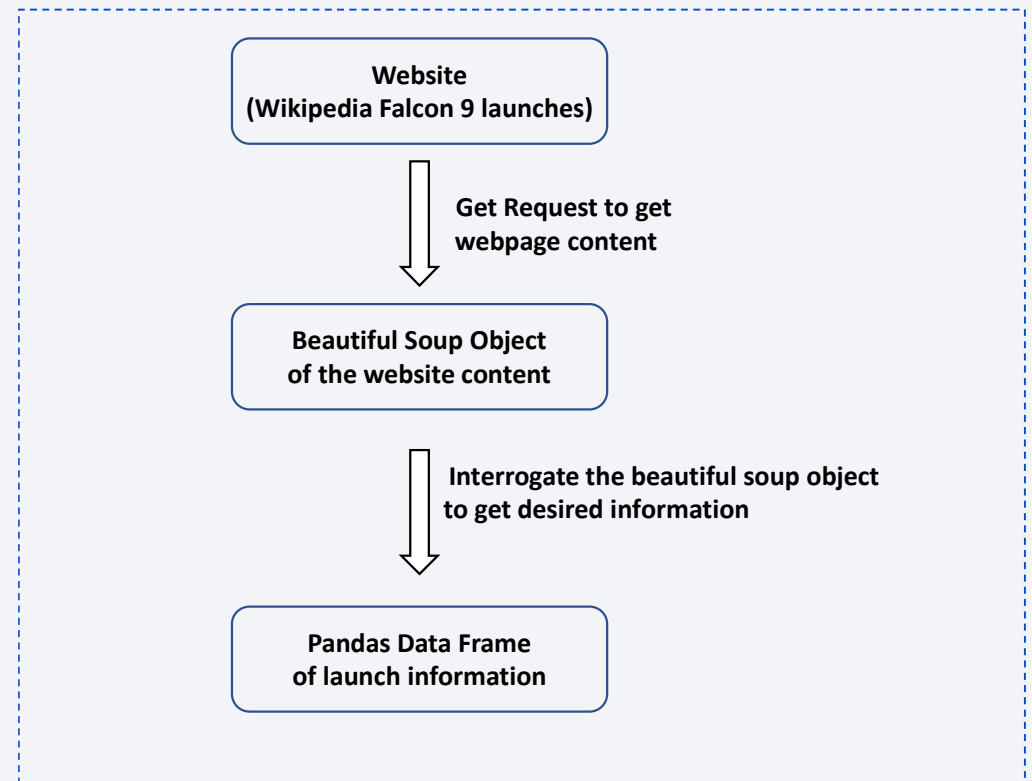 Website
(Wikipedia Falcon 9 launches)
Get Request to get
webpage content
Beautiful Soup Object
of the website content
Interrogate the beautiful soup object
to get desired information
Pandas Data Frame
of launch information